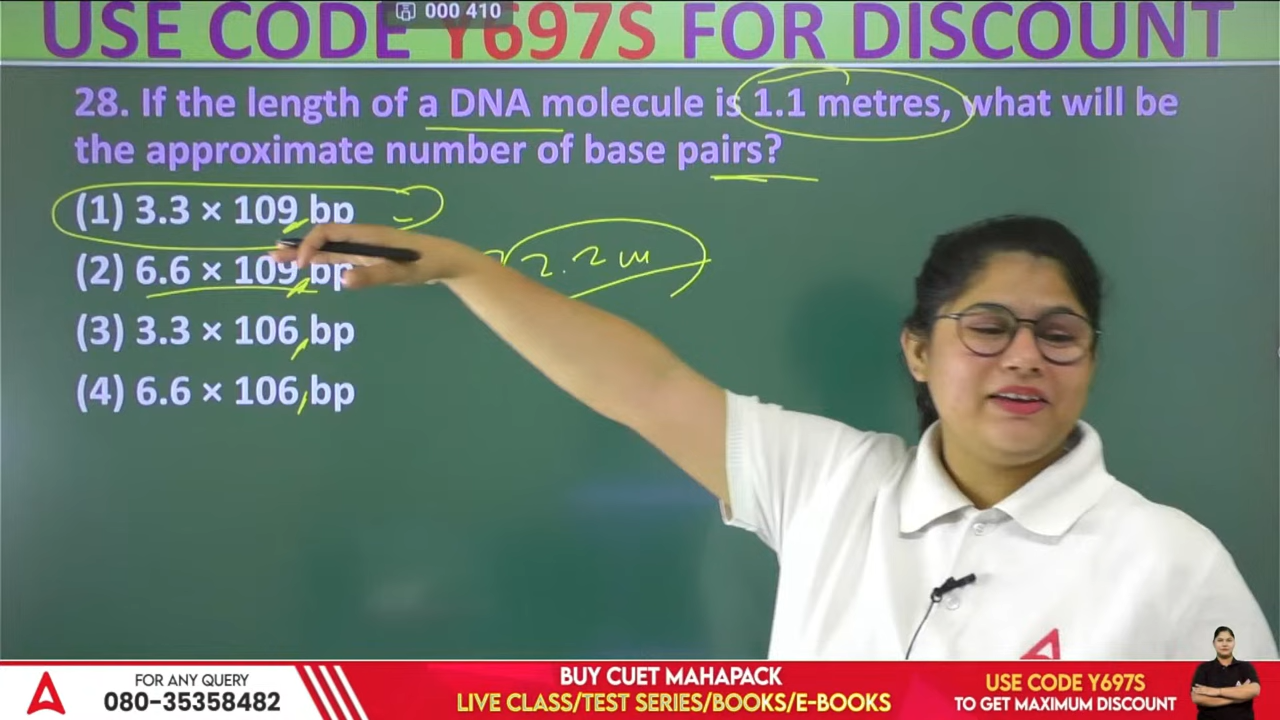 000 410
USE CODE Y697S FOR DISCOUNT
28. If the length of a DNA molecule is 1.1 metres, what will be
the approximate number of base pairs?
(1) 3.3 × 109 bp
(2) 6.6 × 109 bp
2.2 m
(3) 3.3 × 106 bp
(4) 6.6 × 106 bp
FOR ANY QUERY
080-35358482
BUY CUET MAHAPACK
LIVE CLASS/TEST SERIES/BOOKS/E-BOOKS
USE CODE Y697S
TO GET MAXIMUM DISCOUNT